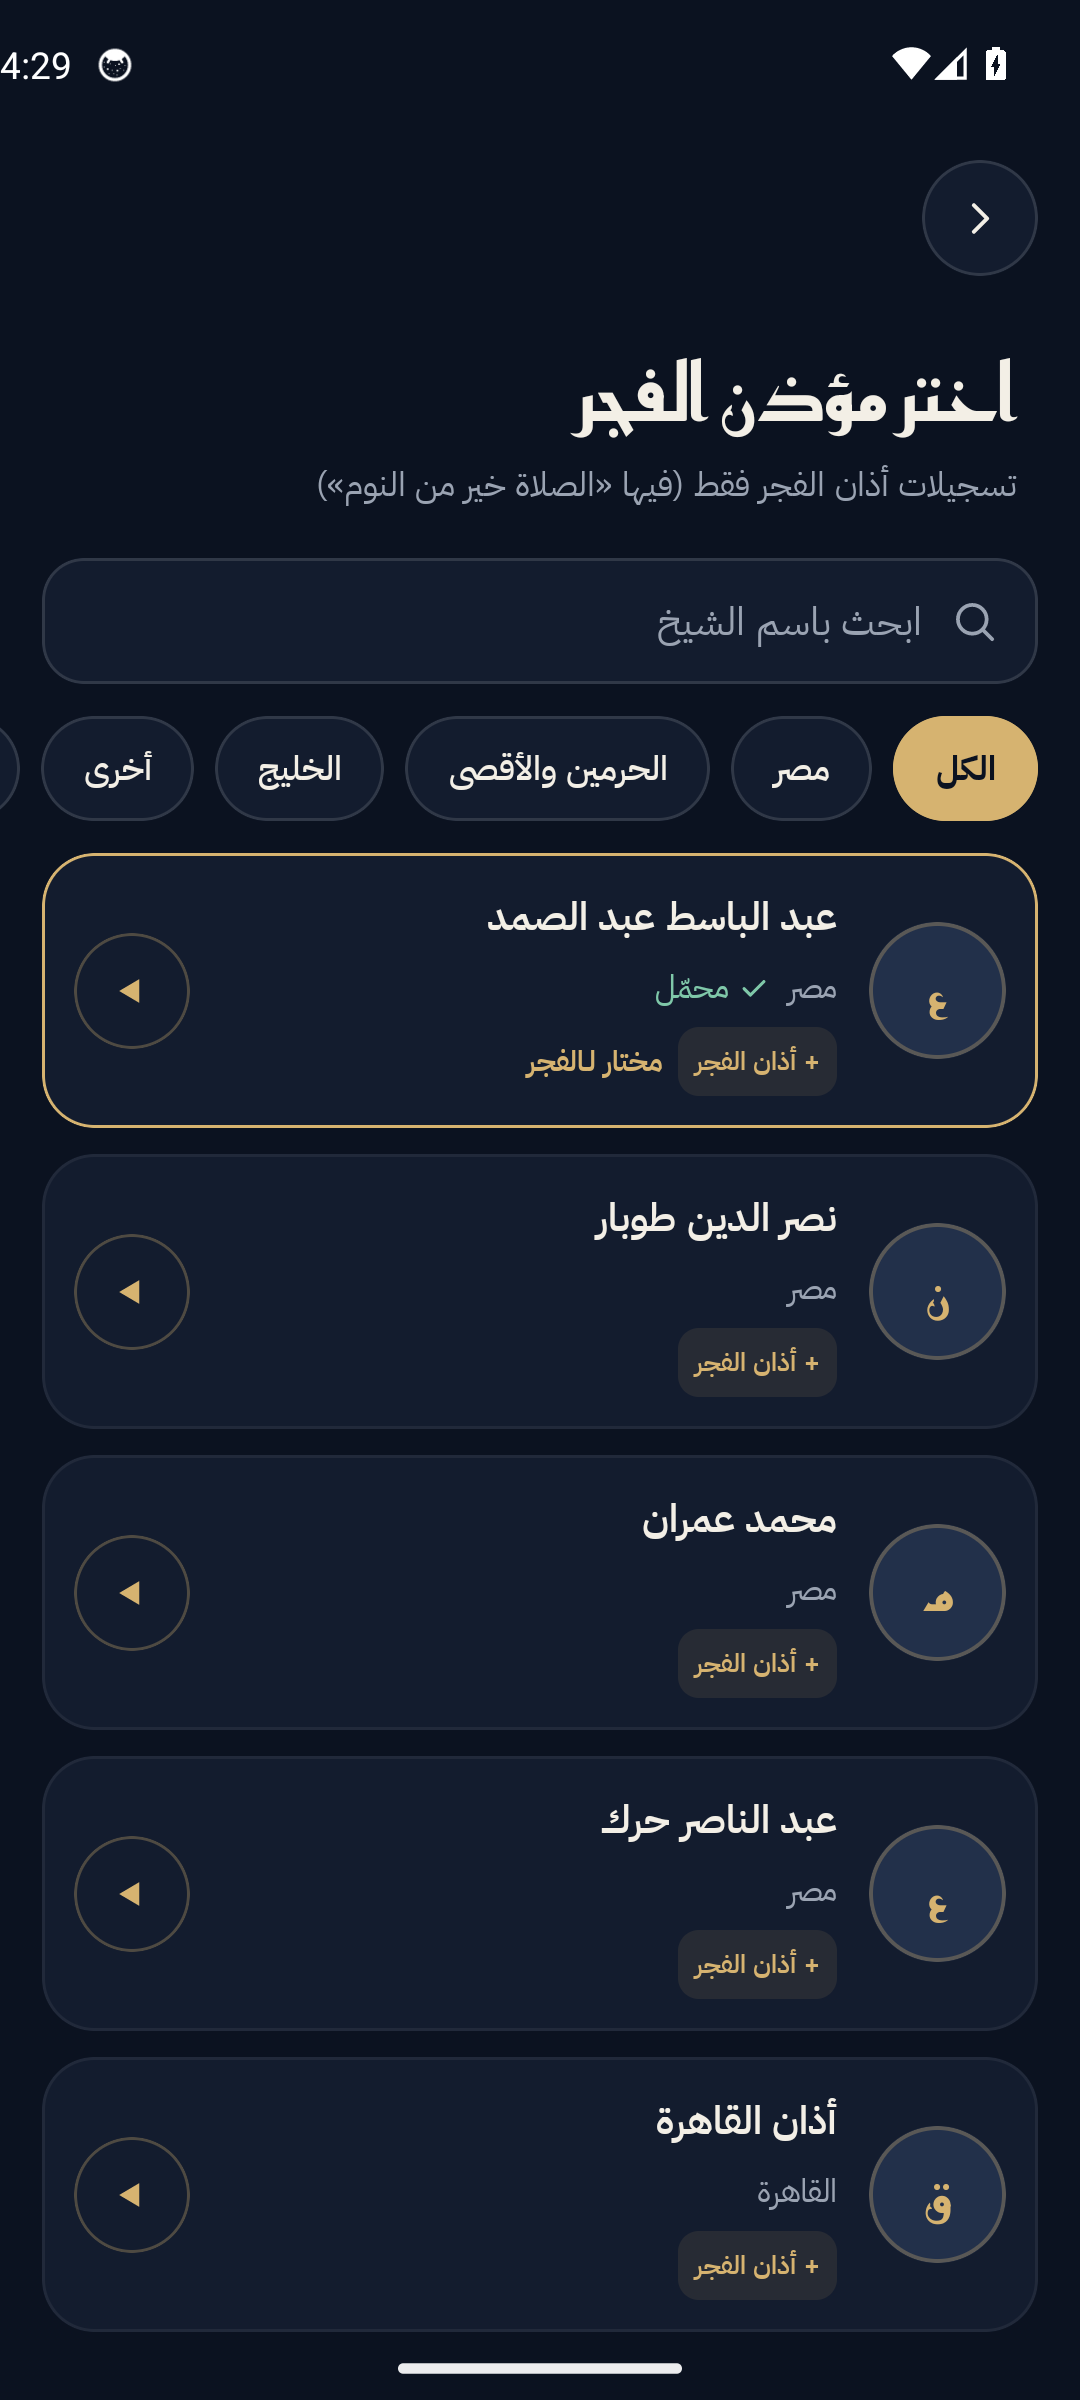 4:29
اختر مؤذن الفجر
تسجيلات أذان الفجر فقط (فيها «الصلاة خير من النوم»)
ابحث باسم الشيخ
الكل مصر الحرمين والأقصى الخليج أخرى
عبد الباسط عبد الصمد
ع
مصر محمّل
+ أذان الفجر مختار للفجر
نصر الدين طوبار
ن
مصر
+ أذان الفجر
محمد عمران
م
مصر
+ أذان الفجر
عبد الناصر حرك
ع
مصر
+ أذان الفجر
أذان القاهرة
ق
القاهرة
+ أذان الفجر